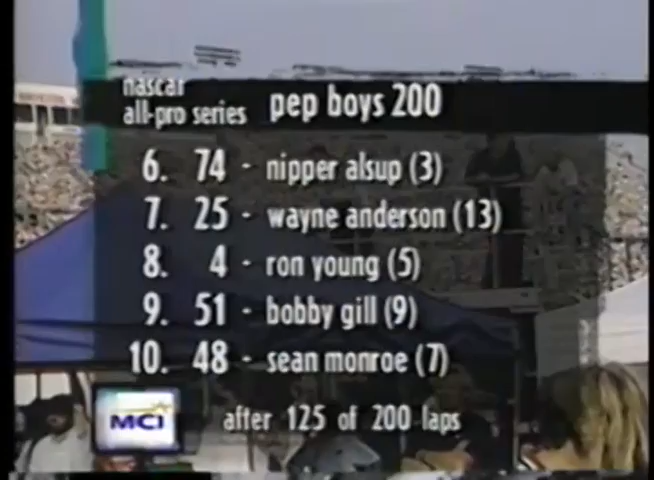 nascar
all-pro series
pep boys 200
6. 74 - nipper alsup (3)
7. 25 - wayne anderson (13)
8. 4 - ron young (5)
9. 51 - bobby gill (9)
10. 48 - sean monroe (7)
MCI
after 125 of 200 laps